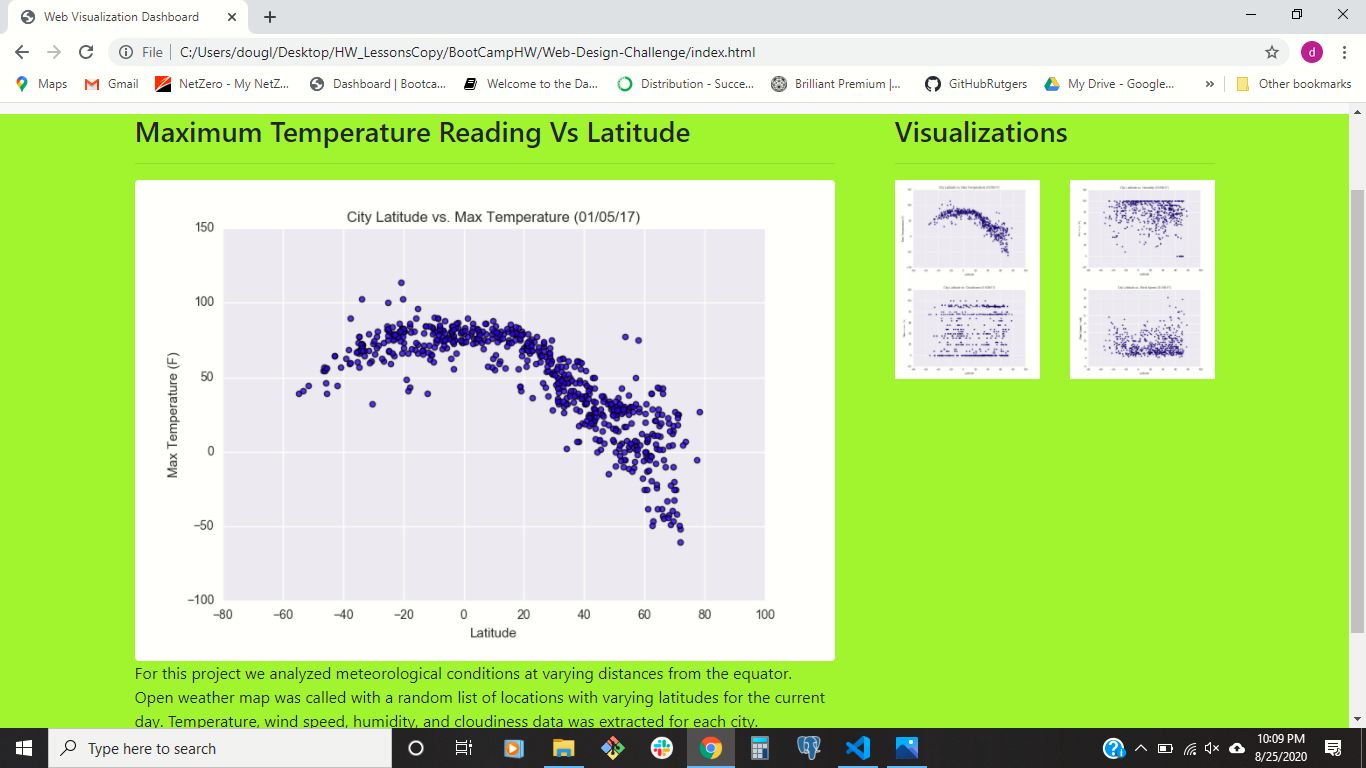 Web Visualization Dashboard
File
C:/Users/dougl/Desktop/HW_LessonsCopy/BootCampHW/Web-Design-Challenge/index.html
d
Maps
Gmail
NetZero - My NetZ...
Dashboard | Bootca...
Welcome to the Da...
Distribution - Succe...
Brilliant Premium |...
GitHubRutgers
My Drive - Google...
»
Other bookmarks
Maximum Temperature Reading Vs Latitude
Visualizations
City Latitude vs. Max Temperature (01/05/17)
Max Temperature (F)
150
100
50
0
−50
−100
−80
−60
−40
−20
0
20
40
60
80
100
Latitude
For this project we analyzed meteorological conditions at varying distances from the equator.
Open weather map was called with a random list of locations with varying latitudes for the current
day. Temperature, wind speed, humidity, and cloudiness data was extracted for each city.
Type here to search
10:09 PM
8/25/2020